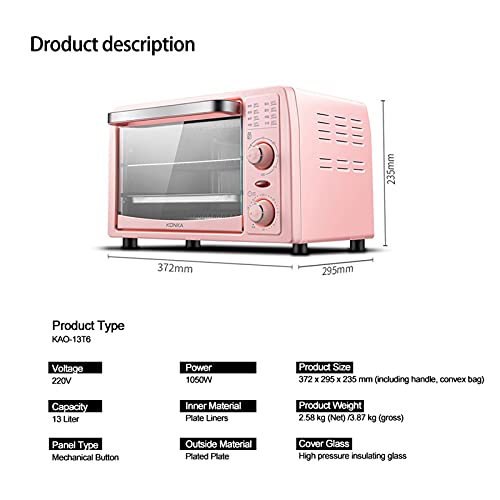 Droduct description
KONKA
235mm
372mm
295mm
Product Type
KAO-13T6
Voltage
Power
Product Size
220V
1050W
372 x 295 x 235 mm (including handle, convex bag)
Capacity
Inner Material
Product Weight
13 Liter
Plate Liners
2.58 kg (Net) /3.87 kg (gross)
Panel Type
Outside Material
Cover Glass
Mechanical Button
Plated Plate
High pressure insulating glass